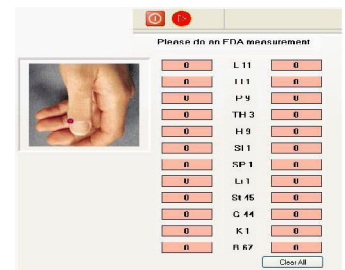 Please do an EDA measurement
0 L 11 0
0 0
0 P 9 0
0 TH 3 0
0 H 9 0
0 SI 1 0
0 SP 1 0
0 Li 1 0
0 St 45 0
0 G 44 0
0 K 1 0
0 B 67 0
Clear All